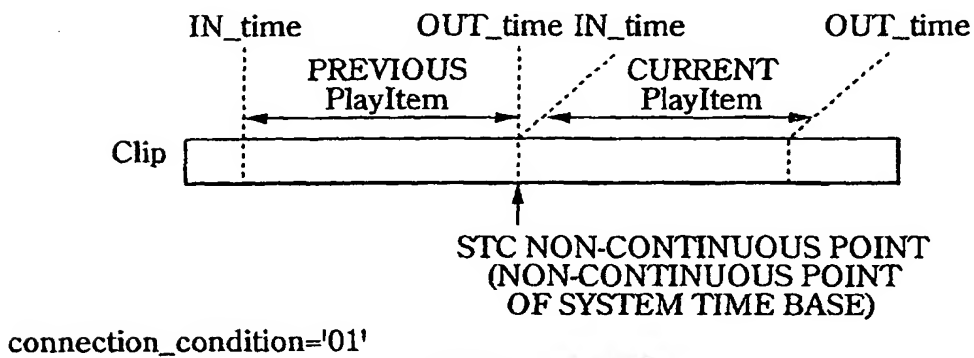 IN_time OUT_time IN_time OUT_time
PREVIOUS CURRENT
PlayItem PlayItem
Clip
STC NON-CONTINUOUS POINT
(NON-CONTINUOUS POINT
OF SYSTEM TIME BASE)
connection_condition='01'